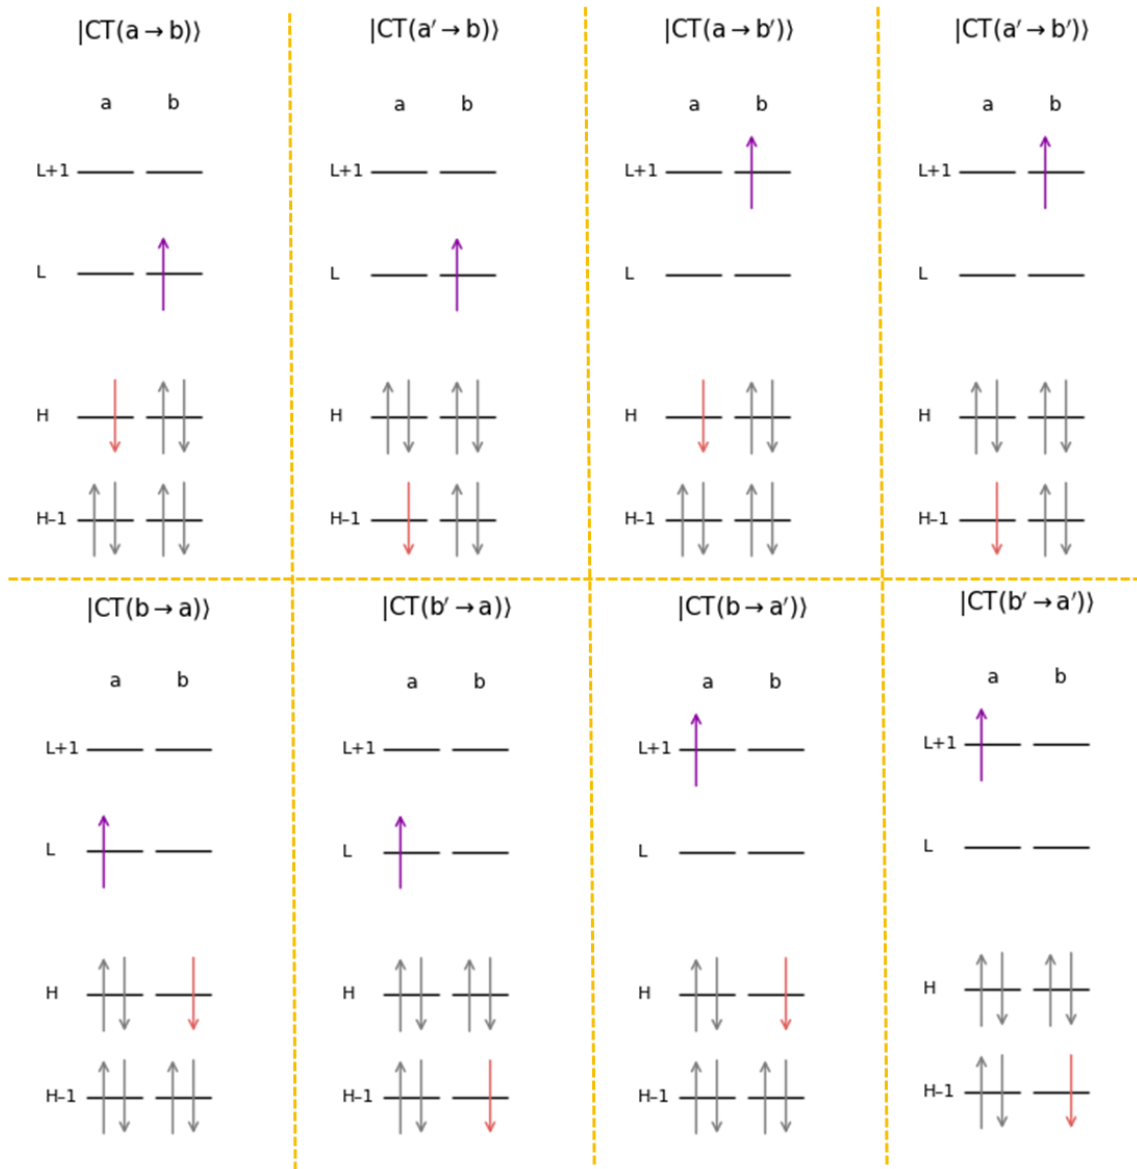 |CT(a → b)⟩ |CT(a′ → b)⟩ |CT(a → b′)⟩ |CT(a′ → b′)⟩
a b a b a b a b
L+1 L+1 L+1 L+1
L L L L
H H H H
H–1 H–1 H–1 H–1
|CT(b → a)⟩ |CT(b′ → a)⟩ |CT(b → a′)⟩ |CT(b′ → a′)⟩
a b a b a b a b
L+1 L+1 L+1 L+1
L L L L
H H H H
H–1 H–1 H–1 H–1